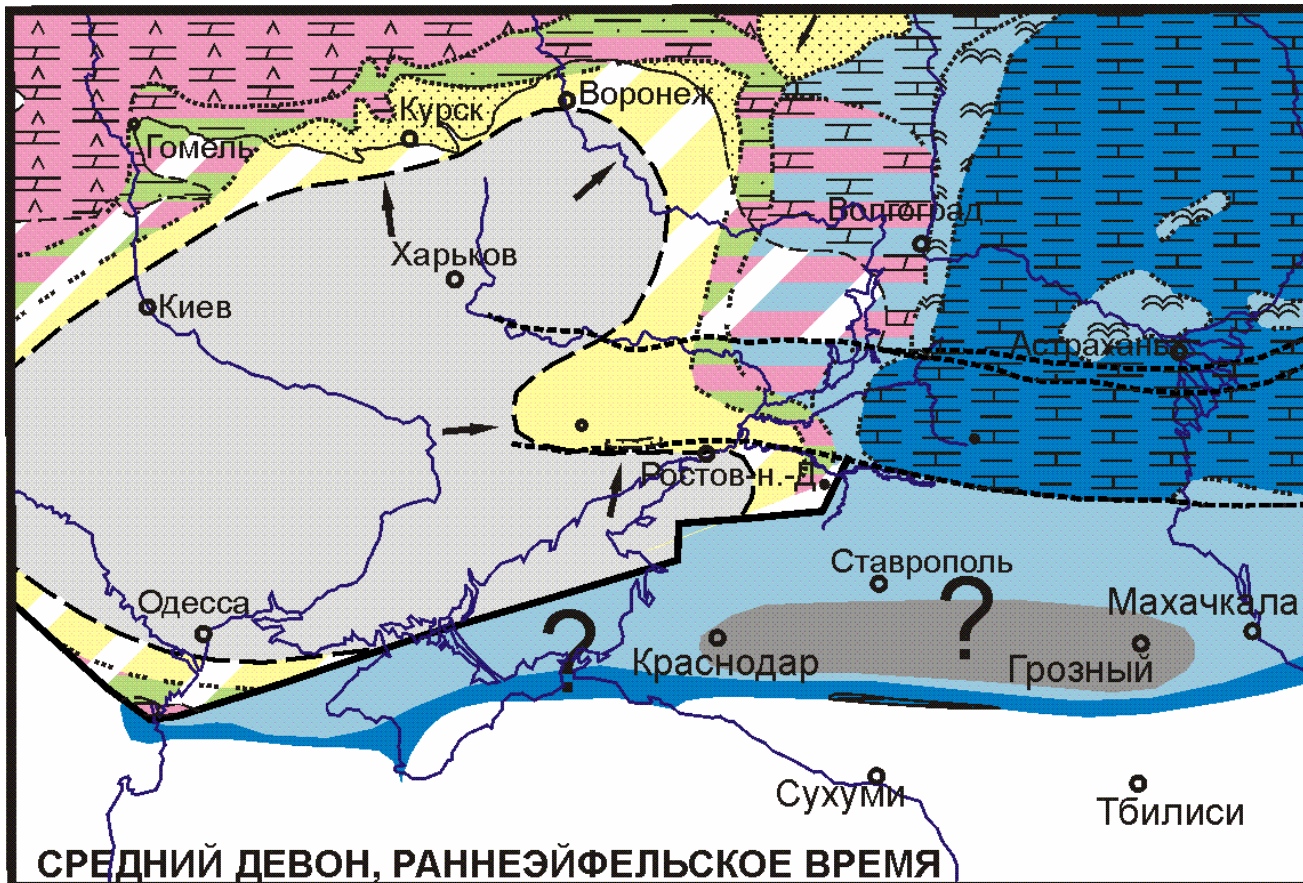 Воронеж
Курск
Гомель
Волгоград
Харьков
Киев
Астрахань
Ростов-н.-Д
Ставрополь
Одесса
?
?
Махачкала
Краснодар
Грозный
Сухуми
Тбилиси
СРЕДНИЙ ДЕВОН, РАННЕЭЙФЕЛЬСКОЕ ВРЕМЯ